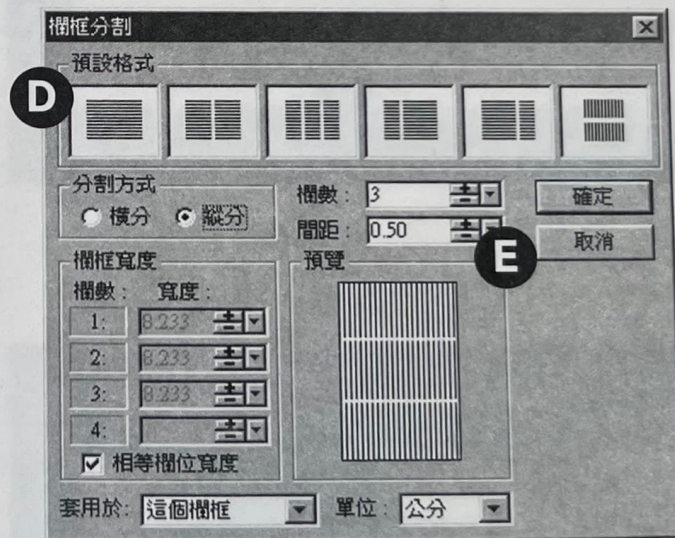 欄框分割
預設格式
D
分割方式
橫分 縱分
欄數： 3
間距： 0.50
確定
取消
E
欄框寬度
欄數： 寬度：
1: 8.233
2: 8.233
3: 8.233
4:
相等欄位寬度
預覽
套用於: 這個欄框
單位： 公分